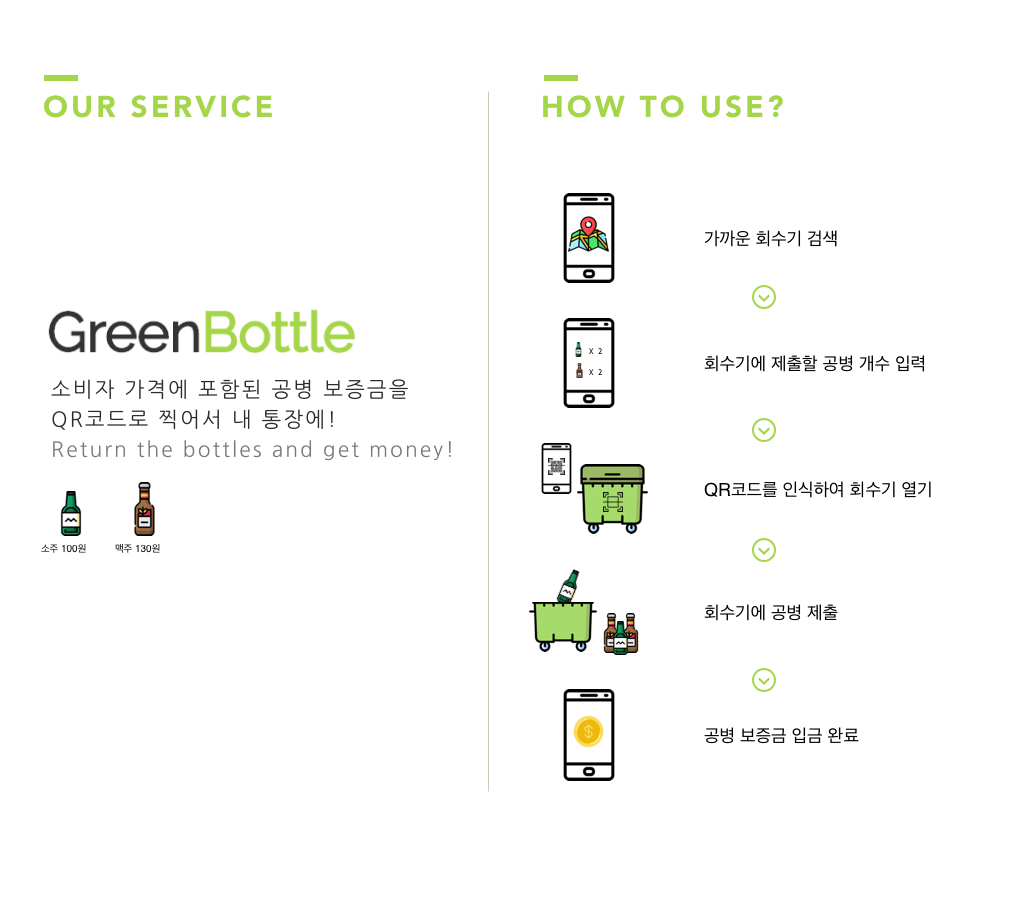 OUR SERVICE
GreenBottle
소비자 가격에 포함된 공병 보증금을
QR코드로 찍어서 내 통장에!
Return the bottles and get money!
소주 100원
맥주 130원
HOW TO USE?
가까운 회수기 검색
X 2
X 2
회수기에 제출할 공병 개수 입력
QR코드를 인식하여 회수기 열기
회수기에 공병 제출
$
공병 보증금 입금 완료